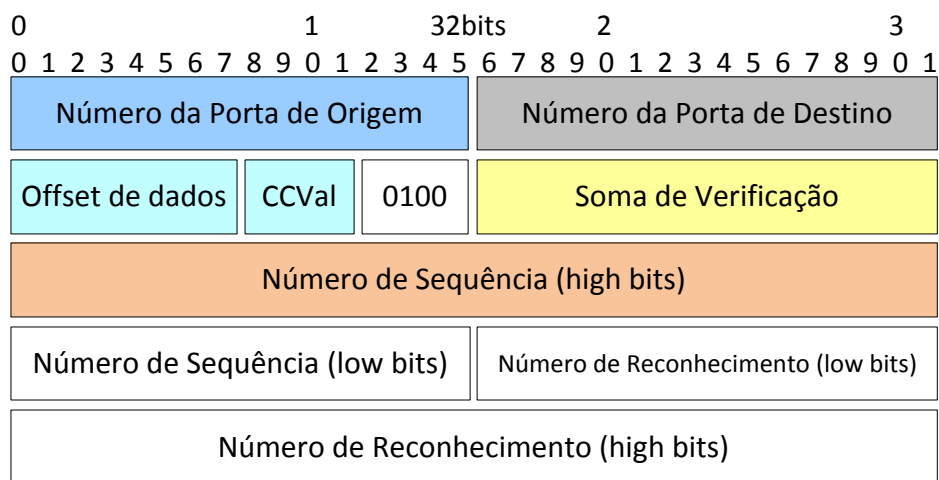 0 1 32bits 2 3
0 1 2 3 4 5 6 7 8 9 0 1 2 3 4 5 6 7 8 9 0 1 2 3 4 5 6 7 8 9 0 1
Número da Porta de Origem Número da Porta de Destino
Offset de dados CCVal 0100 Soma de Verificação
Número de Sequência (high bits)
Número de Sequência (low bits) Número de Reconhecimento (low bits)
Número de Reconhecimento (high bits)